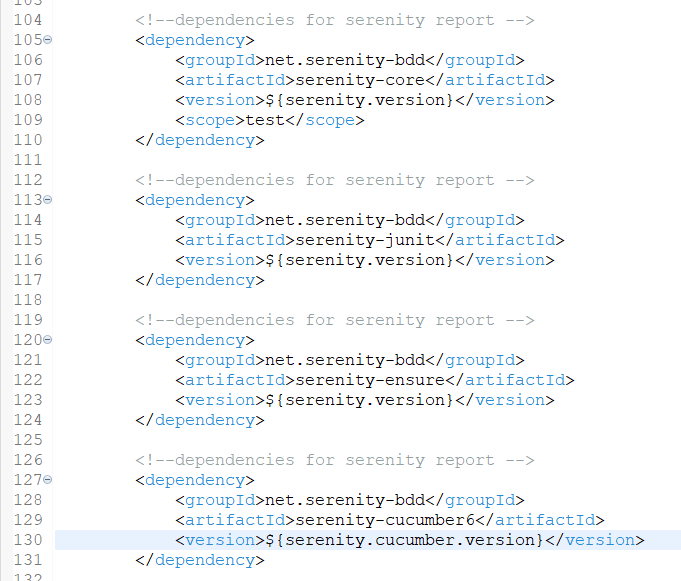 103
104 <!--dependencies for serenity report -->
105 <dependency>
106 <groupId>net.serenity-bdd</groupId>
107 <artifactId>serenity-core</artifactId>
108 <version>${serenity.version}</version>
109 <scope>test</scope>
110 </dependency>
111
112 <!--dependencies for serenity report -->
113 <dependency>
114 <groupId>net.serenity-bdd</groupId>
115 <artifactId>serenity-junit</artifactId>
116 <version>${serenity.version}</version>
117 </dependency>
118
119 <!--dependencies for serenity report -->
120 <dependency>
121 <groupId>net.serenity-bdd</groupId>
122 <artifactId>serenity-ensure</artifactId>
123 <version>${serenity.version}</version>
124 </dependency>
125
126 <!--dependencies for serenity report -->
127 <dependency>
128 <groupId>net.serenity-bdd</groupId>
129 <artifactId>serenity-cucumber6</artifactId>
130 <version>${serenity.cucumber.version}</version>
131 </dependency>
132